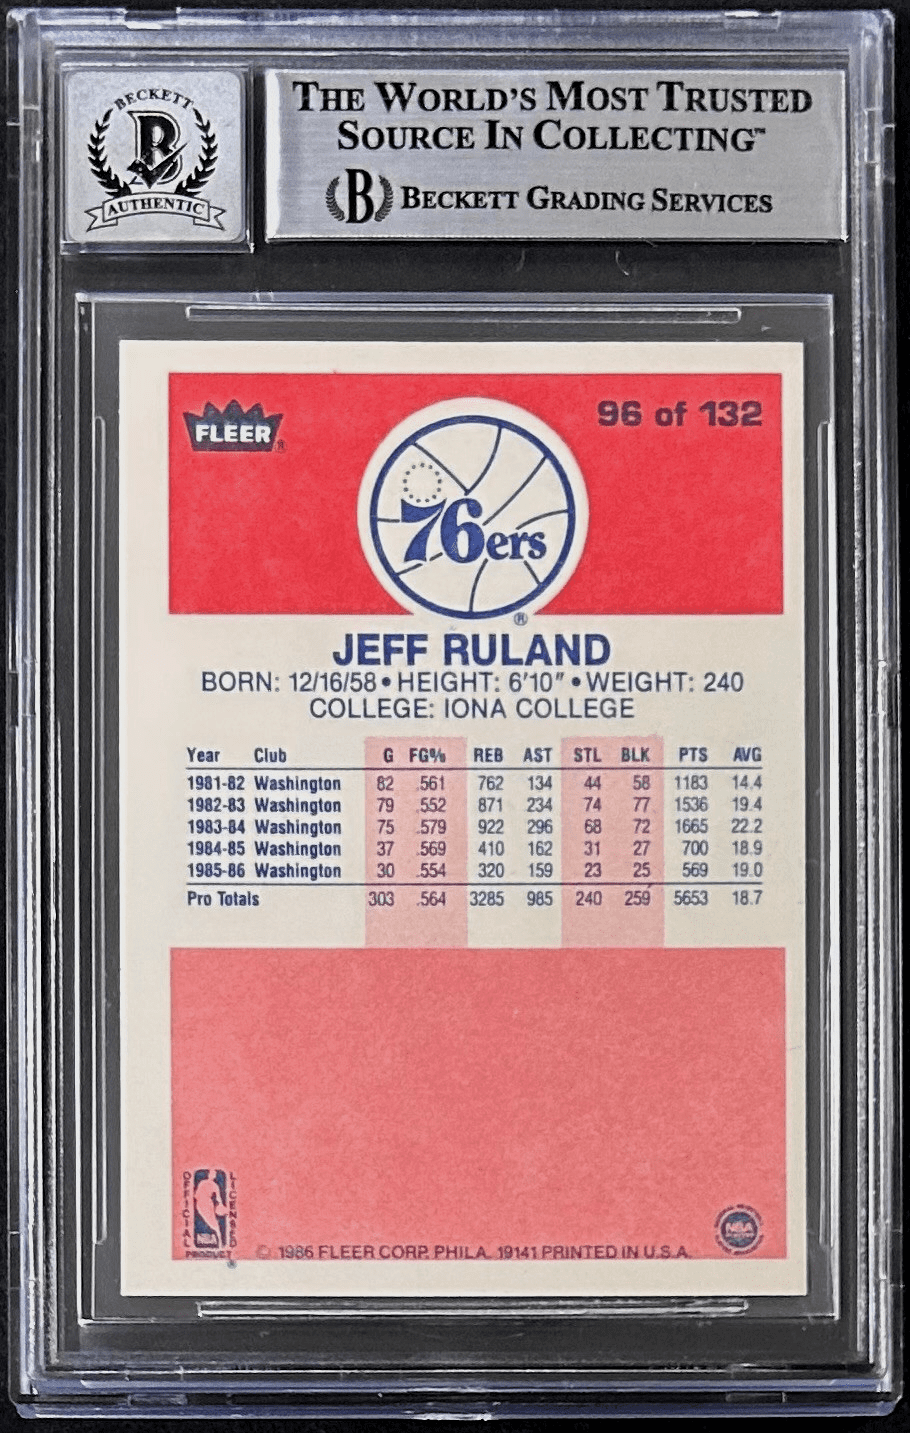 BECKETT
B
AUTHENTIC
THE WORLD'S MOST TRUSTED
SOURCE IN COLLECTING™
B BECKETT GRADING SERVICES
FLEER®
96 of 132
76ers
®
JEFF RULAND
BORN: 12/16/58 • HEIGHT: 6'10" • WEIGHT: 240
COLLEGE: IONA COLLEGE
Year Club G FG% REB AST STL BLK PTS AVG
1981-82 Washington 82 .561 762 134 44 58 1183 14.4
1982-83 Washington 79 .552 871 234 74 77 1536 19.4
1983-84 Washington 75 .579 922 296 68 72 1665 22.2
1984-85 Washington 37 .569 410 162 31 27 700 18.9
1985-86 Washington 30 .554 320 159 23 25 569 19.0
Pro Totals 303 .564 3285 985 240 259 5653 18.7
OFFICIAL
LICENSED
NBA
PRODUCT
®
NBA
© 1986 FLEER CORP. PHILA. 19141 PRINTED IN U.S.A.